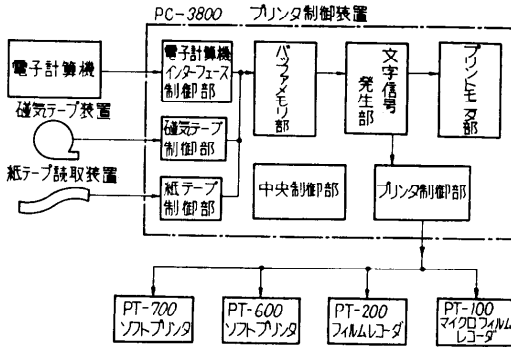 PC-3800 プリンタ制御装置
電子計算機
電子計算機
インターフェース
制御部
バッファメモリ部
文字信号
発生部
プリントモニタ部
磁気テープ装置
磁気テープ
制御部
紙テープ読取装置
紙テープ
制御部
中央制御部
プリンタ制御部
PT-700
ソフトプリンタ
PT-600
ソフトプリンタ
PT-200
フィルムレコーダ
PT-100
マイクロフィルム
レコーダ